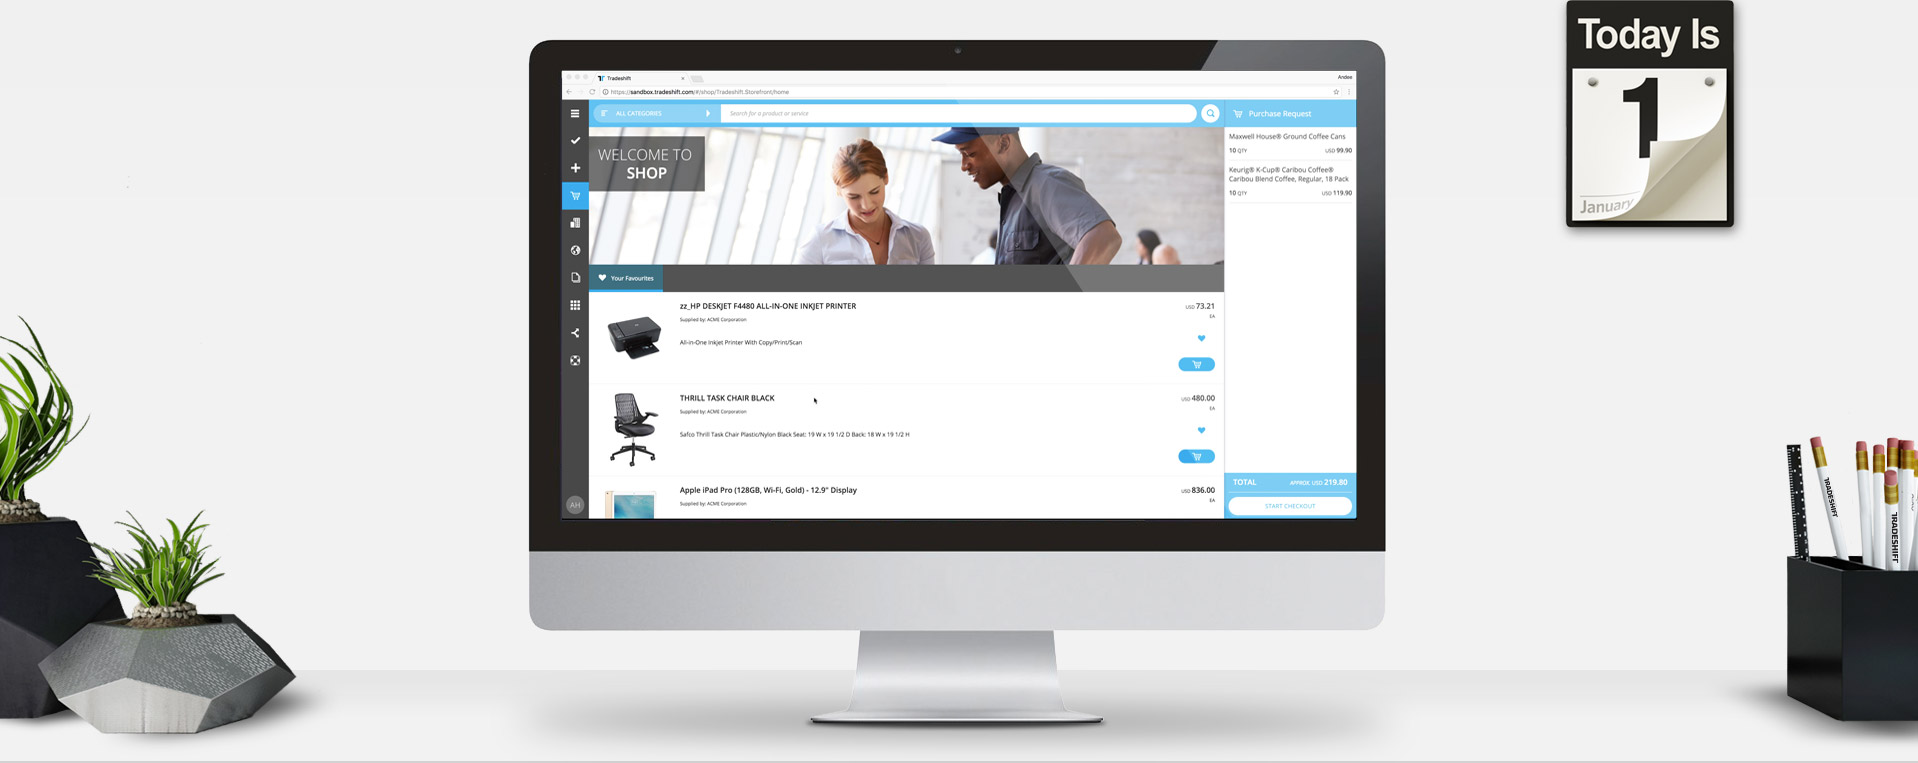 Today Is
1
January
Tradeshift
Andee
https://sandbox.tradeshift.com/#/shop/Tradeshift.Storefront/home
ALL CATEGORIES
Search for a product or service
Purchase Request
WELCOME TO
SHOP
Maxwell House® Ground Coffee Cans
10 QTY USD 99.90
Keurig® K-Cup® Caribou Coffee®
Caribou Blend Coffee, Regular, 18 Pack
10 QTY USD 119.90
Your Favourites
zz_HP DESKJET F4480 ALL-IN-ONE INKJET PRINTER
USD 73.21
Supplied by: ACME Corporation
EA
All-in-One Inkjet Printer With Copy/Print/Scan
THRILL TASK CHAIR BLACK
USD 480.00
Supplied by: ACME Corporation
EA
Safco Thrill Task Chair Plastic/Nylon Black Seat: 19 W x 19 1/2 D Back: 18 W x 19 1/2 H
Apple iPad Pro (128GB, Wi-Fi, Gold) - 12.9" Display
USD 836.00
Supplied by: ACME Corporation
EA
AH
TOTAL APPROX. USD 219.80
START CHECKOUT
TRADESHIFT
TRADESHIFT